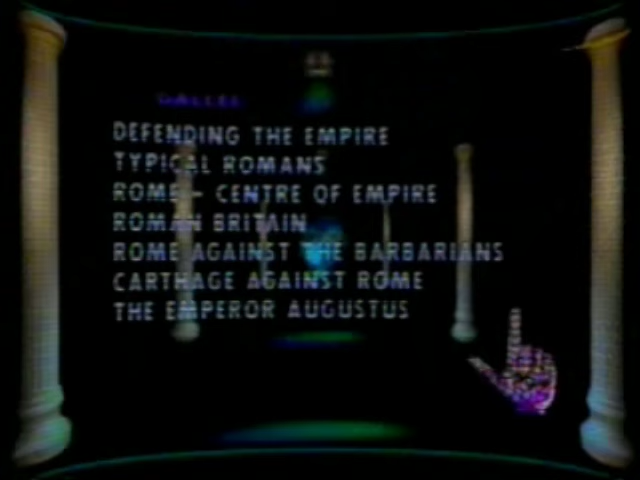 DEFENDING THE EMPIRE
TYPICAL ROMANS
ROME - CENTRE OF EMPIRE
ROMAN BRITAIN
ROME AGAINST THE BARBARIANS
CARTHAGE AGAINST ROME
THE EMPEROR AUGUSTUS